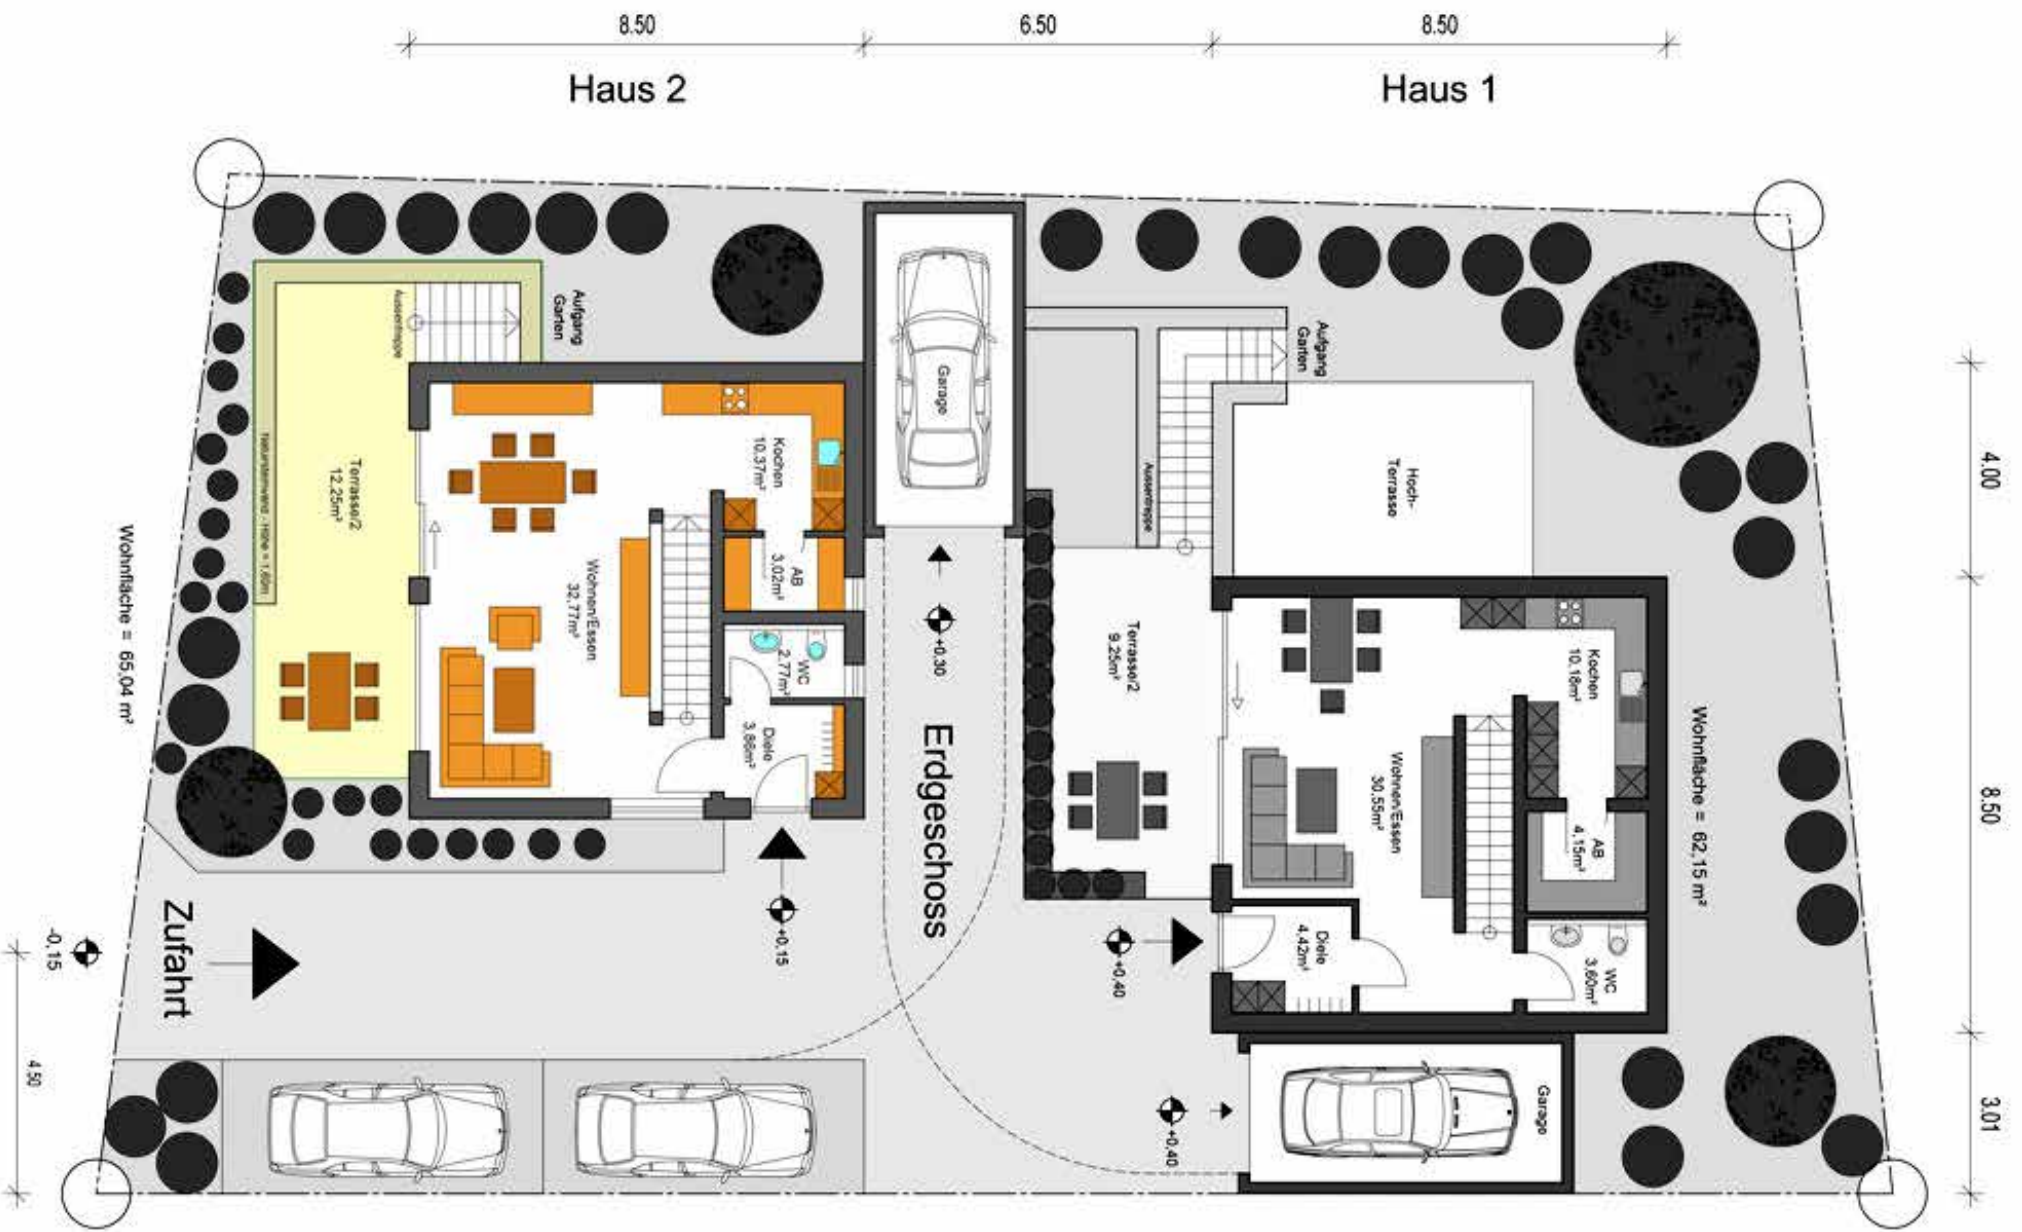 8.50
6.50
8.50
Haus 2
Haus 1
Aufgang
Garten
Aussentreppe
Terrasse/2
12,25m²
Natursteinwand - Höhe = 1,60m
Wohnfläche = 65,04 m²
Kochen
10,37m²
AB
3,02m²
Wohnen/Essen
32,77m²
WC
2,77m²
Diele
3,86m²
Garage
+0,30
Erdgeschoss
+0,15
Zufahrt
-0,15
4.50
Aufgang
Garten
Aussentreppe
Hoch-
Terrasse
Terrasse/2
9,25m²
Kochen
10,18m²
Wohnen/Essen
30,55m²
AB
4,15m²
Diele
4,42m²
WC
3,60m²
Wohnfläche = 62,15 m²
+0,40
+0,40
Garage
4.00
8.50
3.01